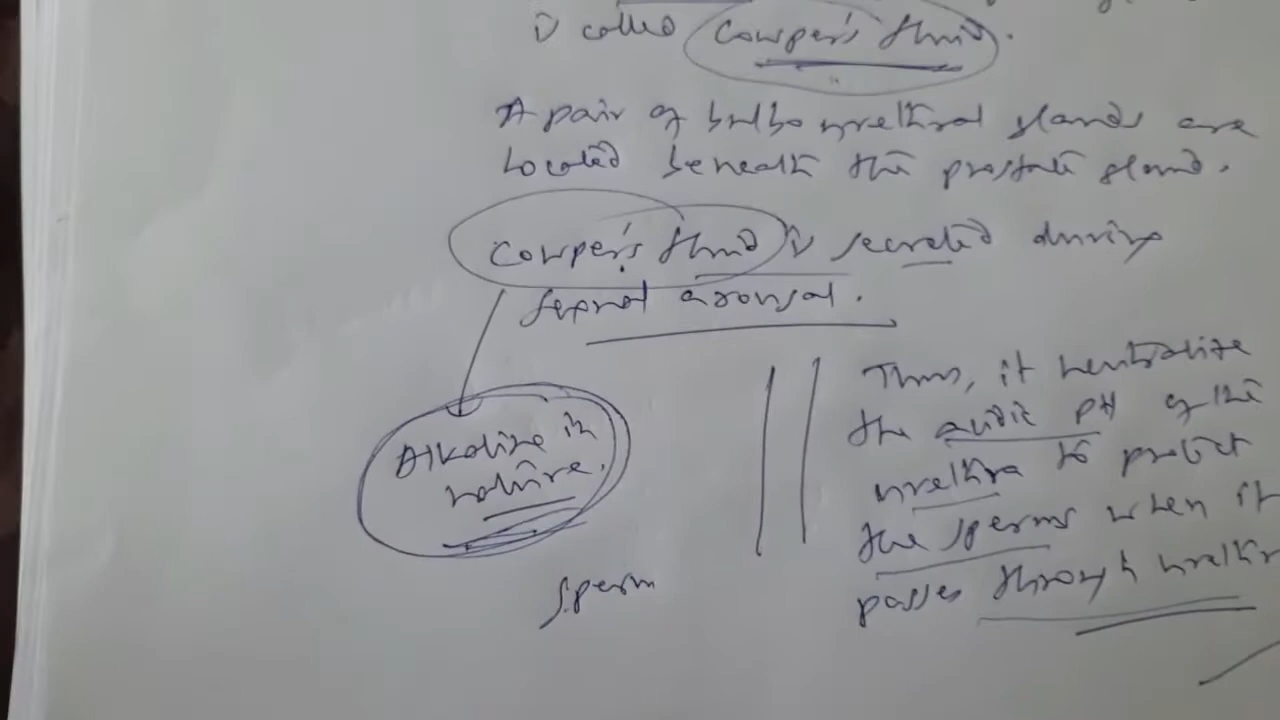 is called Cowper's fluid.
A pair of bulbo urethral glands are
Located beneath the prostate gland.
Cowper's fluid is secreted during
sexual arousal.
Alkaline in
nature.
Sperm
Thus, it neutralize
the acidic pH of the
urethra to protect
the sperms when it
passes through urethra